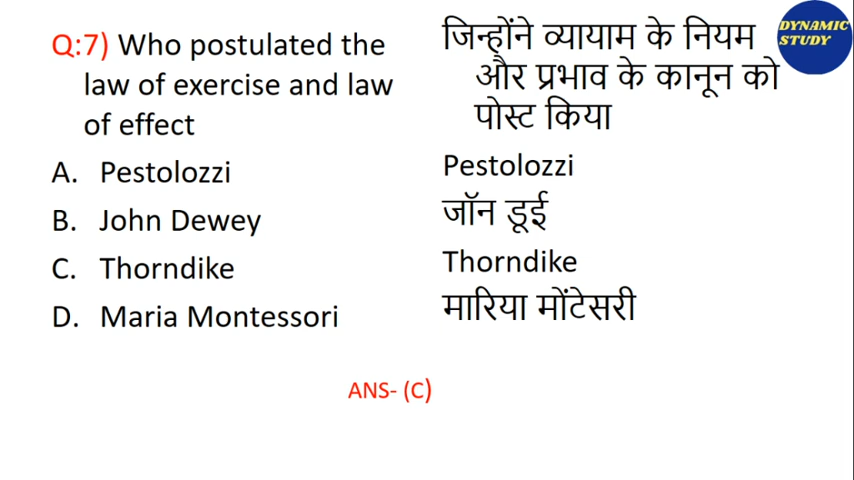 Q:7) Who postulated the
law of exercise and law
of effect
A. Pestolozzi
B. John Dewey
C. Thorndike
D. Maria Montessori
जिन्होंने व्यायाम के नियम
और प्रभाव के कानून को
पोस्ट किया
Pestolozzi
जॉन डूई
Thorndike
मारिया मोंटेसरी
ANS- (C)
DYNAMIC
STUDY